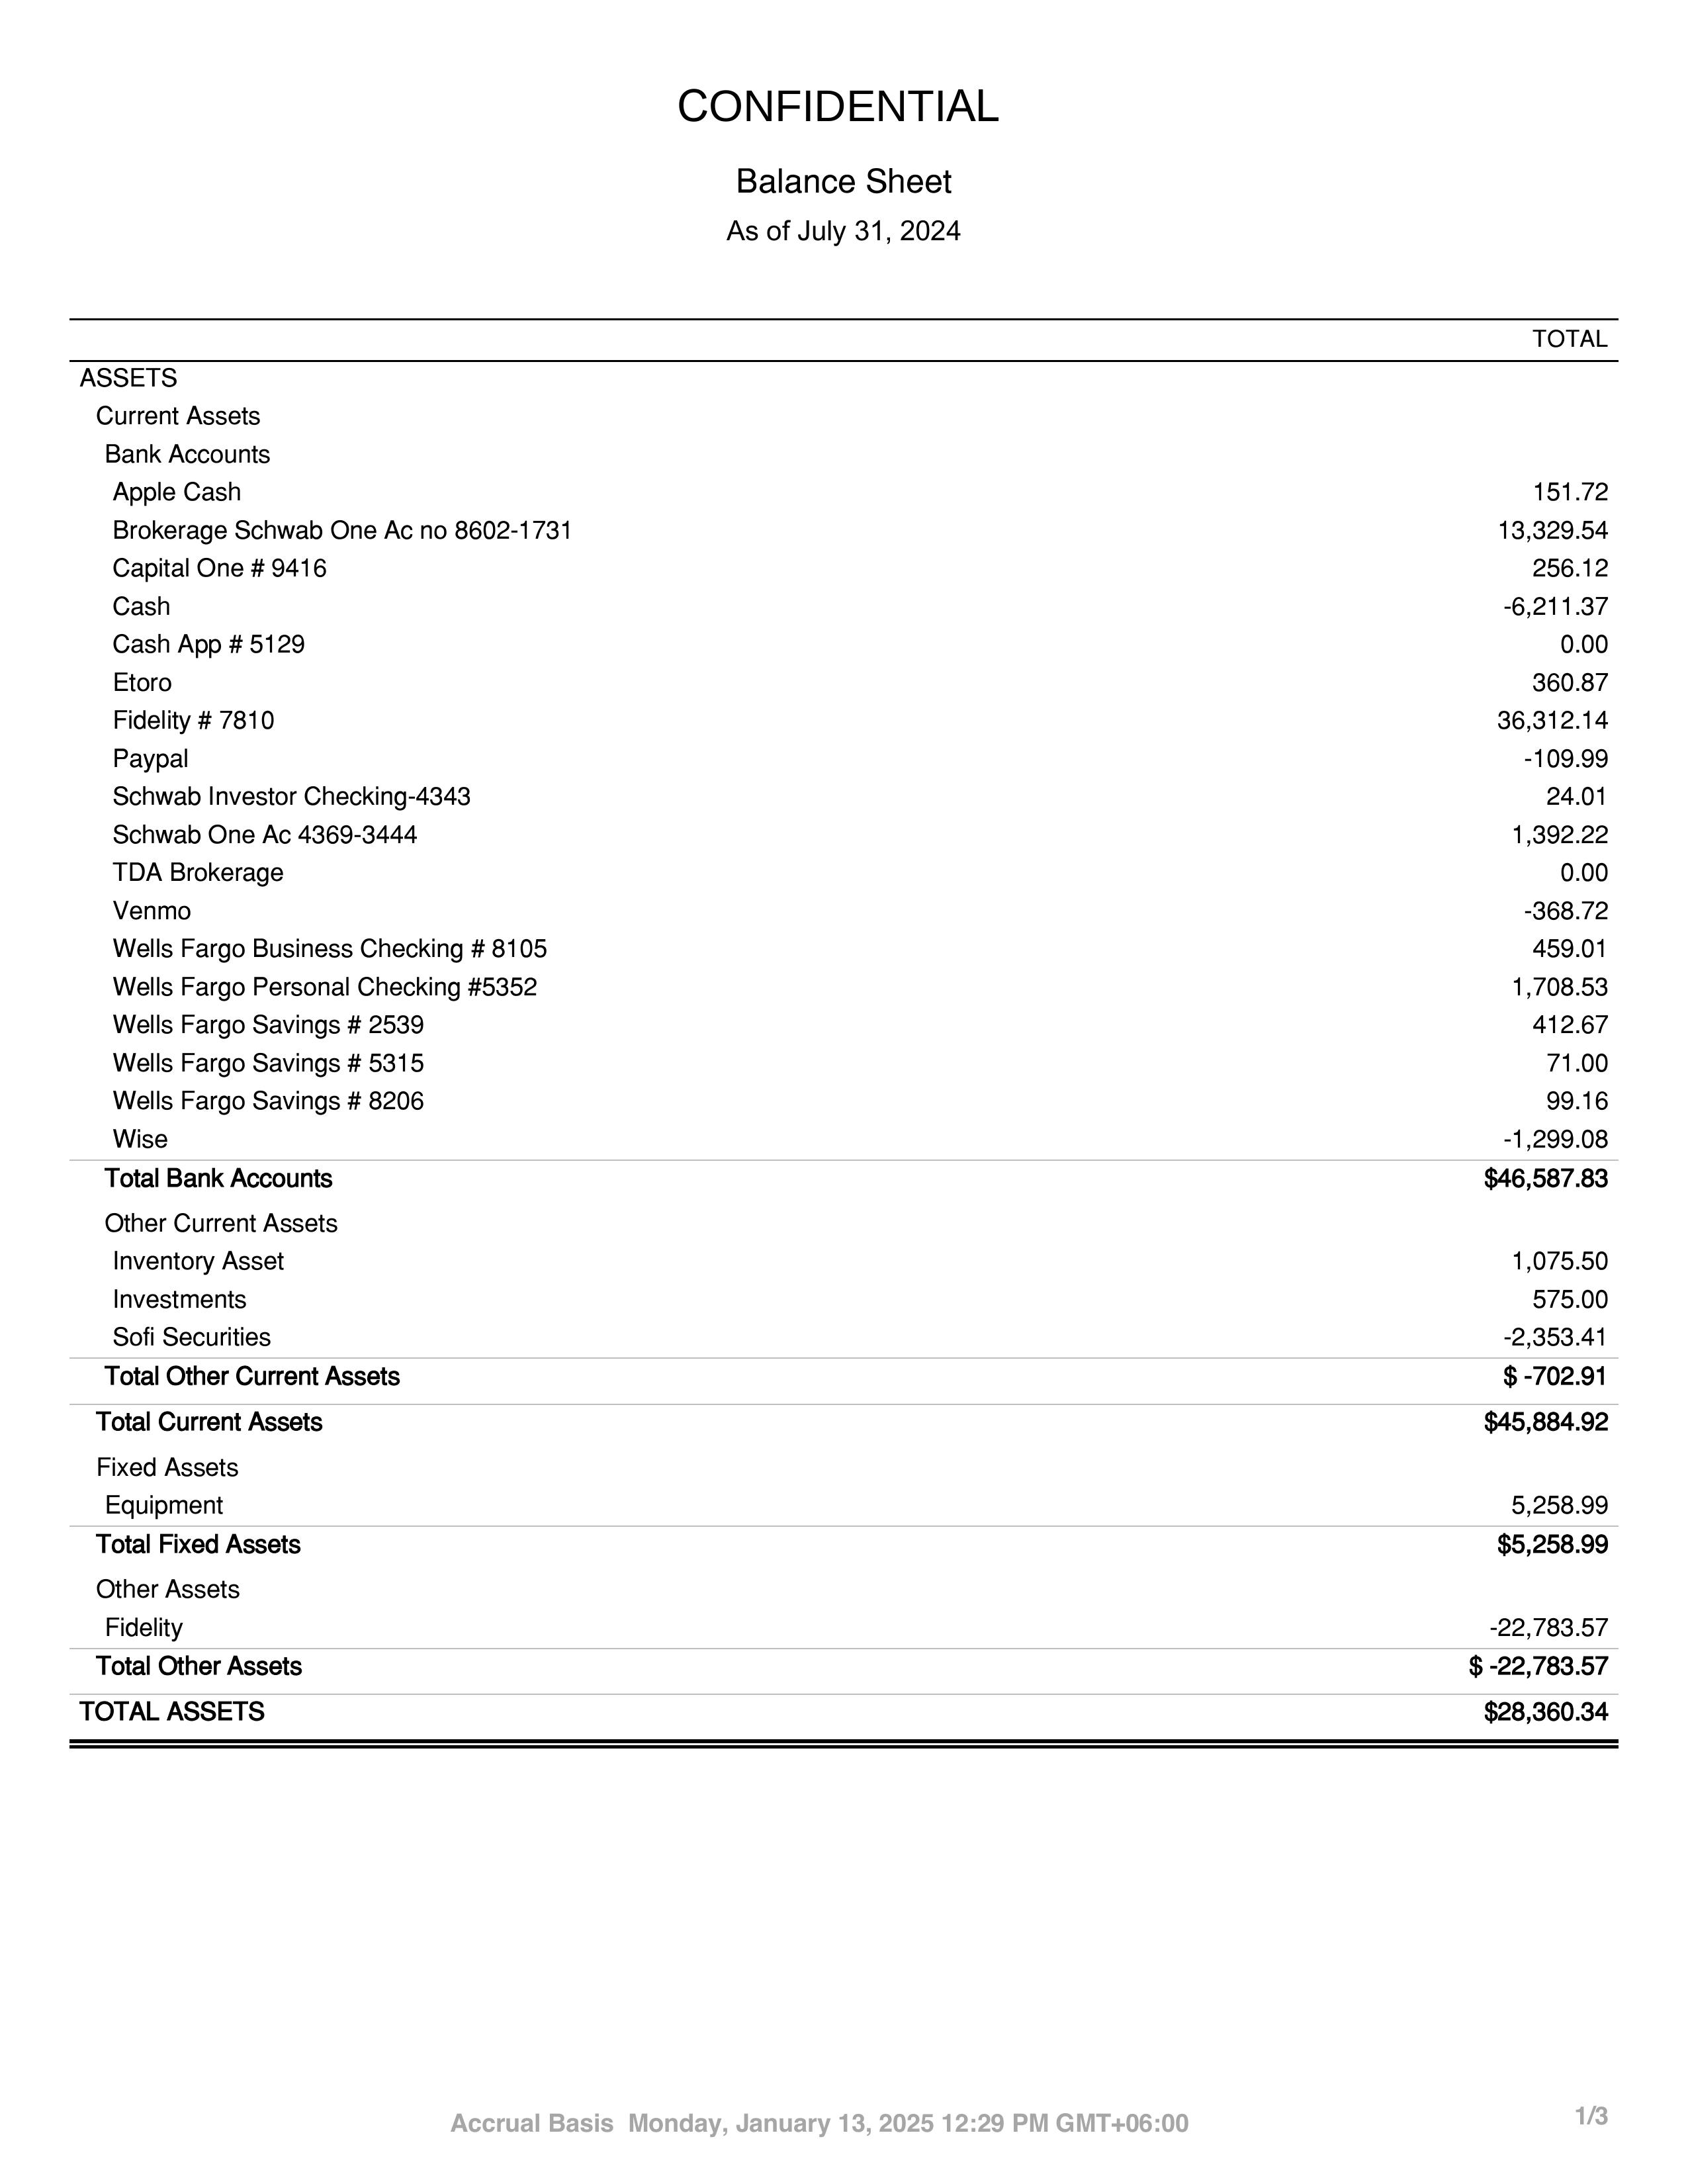 CONFIDENTIAL
Balance Sheet
As of July 31, 2024
TOTAL
ASSETS
Current Assets
Bank Accounts
Apple Cash 151.72
Brokerage Schwab One Ac no 8602-1731 13,329.54
Capital One # 9416 256.12
Cash -6,211.37
Cash App # 5129 0.00
Etoro 360.87
Fidelity # 7810 36,312.14
Paypal -109.99
Schwab Investor Checking-4343 24.01
Schwab One Ac 4369-3444 1,392.22
TDA Brokerage 0.00
Venmo -368.72
Wells Fargo Business Checking # 8105 459.01
Wells Fargo Personal Checking #5352 1,708.53
Wells Fargo Savings # 2539 412.67
Wells Fargo Savings # 5315 71.00
Wells Fargo Savings # 8206 99.16
Wise -1,299.08
Total Bank Accounts $46,587.83
Other Current Assets
Inventory Asset 1,075.50
Investments 575.00
Sofi Securities -2,353.41
Total Other Current Assets $ -702.91
Total Current Assets $45,884.92
Fixed Assets
Equipment 5,258.99
Total Fixed Assets $5,258.99
Other Assets
Fidelity -22,783.57
Total Other Assets $ -22,783.57
TOTAL ASSETS $28,360.34
Accrual Basis Monday, January 13, 2025 12:29 PM GMT+06:00 1/3